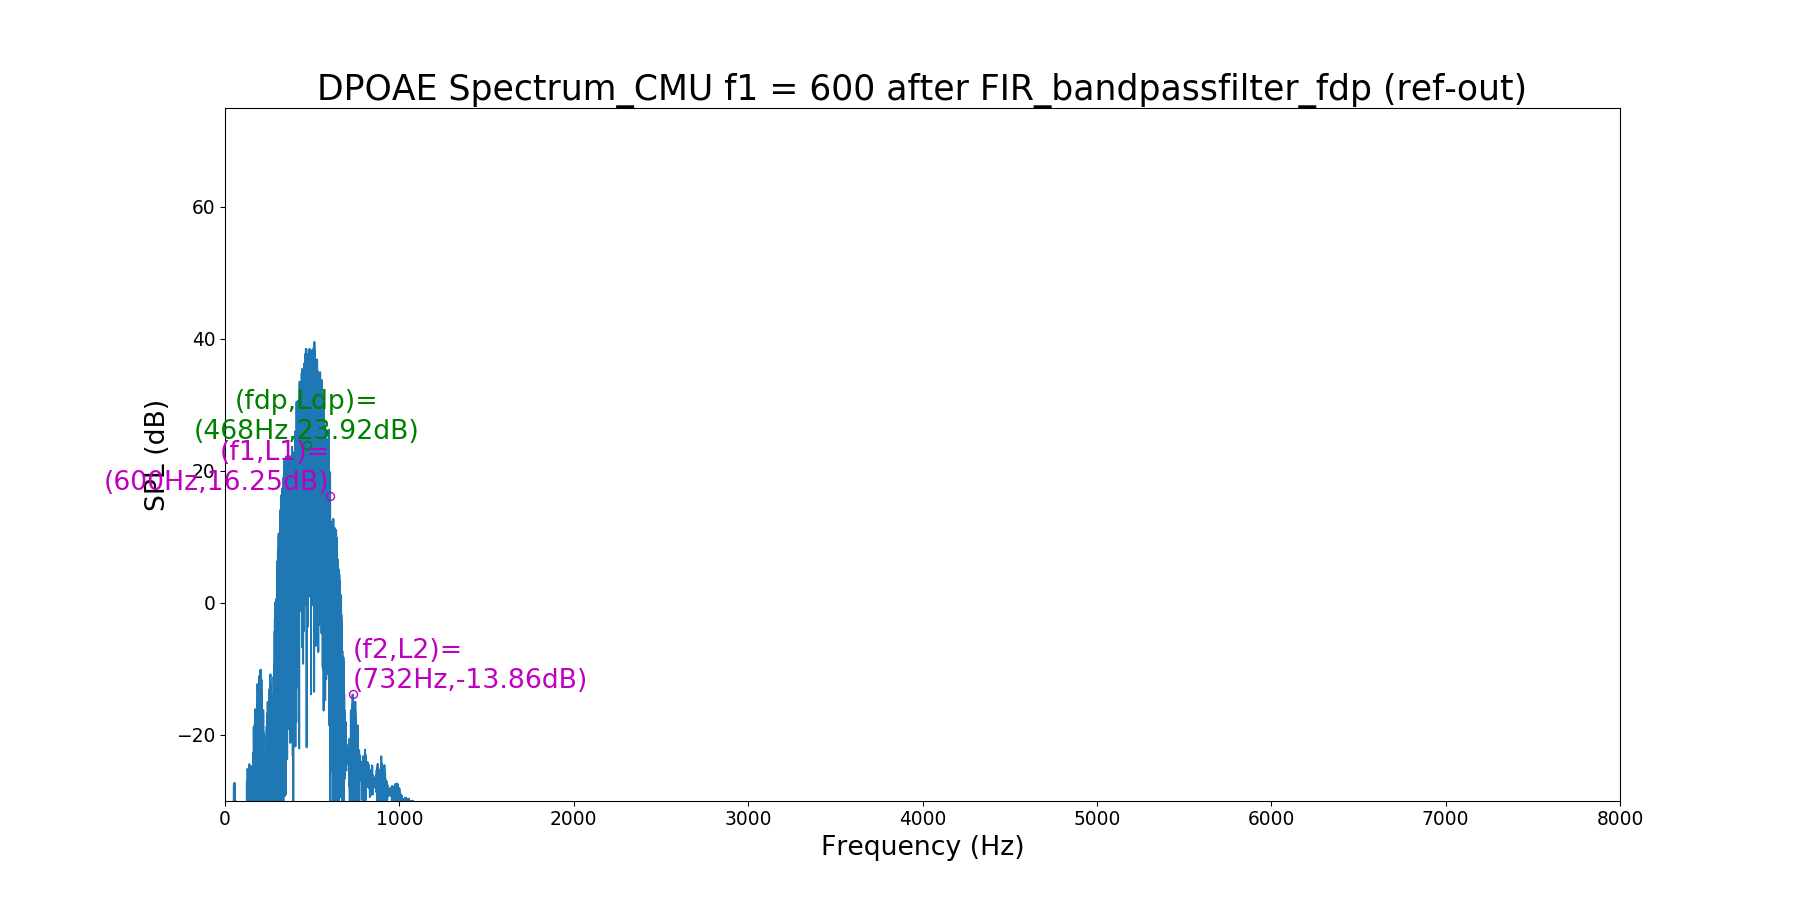 DPOAE Spectrum_CMU f1 = 600 after FIR_bandpassfilter_fdp (ref-out)
60
40
(fdp,Ldp)=
(468Hz,23.92dB)
(f1,L1)=
20
(600Hz,16.25dB)
SPL (dB)
0
(f2,L2)=
(732Hz,-13.86dB)
−20
0 1000 2000 3000 4000 5000 6000 7000 8000
Frequency (Hz)